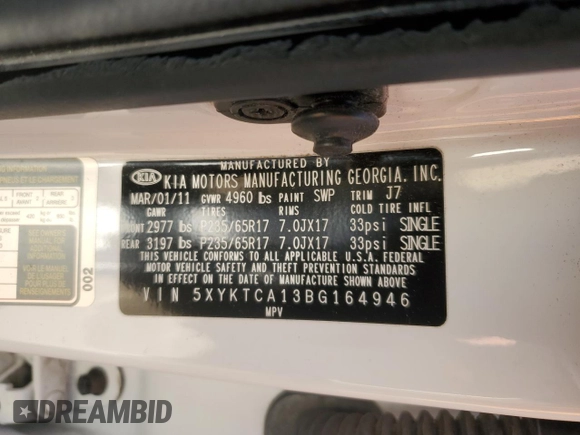 MANUFACTURED BY
KIA KIA MOTORS MANUFACTURING GEORGIA, INC.
MAR/01/11 GVWR 4960 lbs PAINT SWP TRIM J7
GAWR TIRES RIMS COLD TIRE INFL
FRONT 2977 lbs P235/65R17 7.0JX17 33psi SINGLE
REAR 3197 lbs P235/65R17 7.0JX17 33psi SINGLE
THIS VEHICLE CONFORMS TO ALL APPLICABLE U.S.A. FEDERAL
MOTOR VEHICLE SAFETY AND THEFT PREVENTION STANDARDS
IN EFFECT ON THE DATE OF MANUFACTURE SHOWN ABOVE
VIN 5XYKTCA13BG164946
MPV
002
DREAMBID